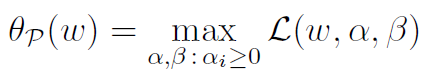 θ_𝒫(w) = max_{α,β : α_i≥0} ℒ(w, α, β)